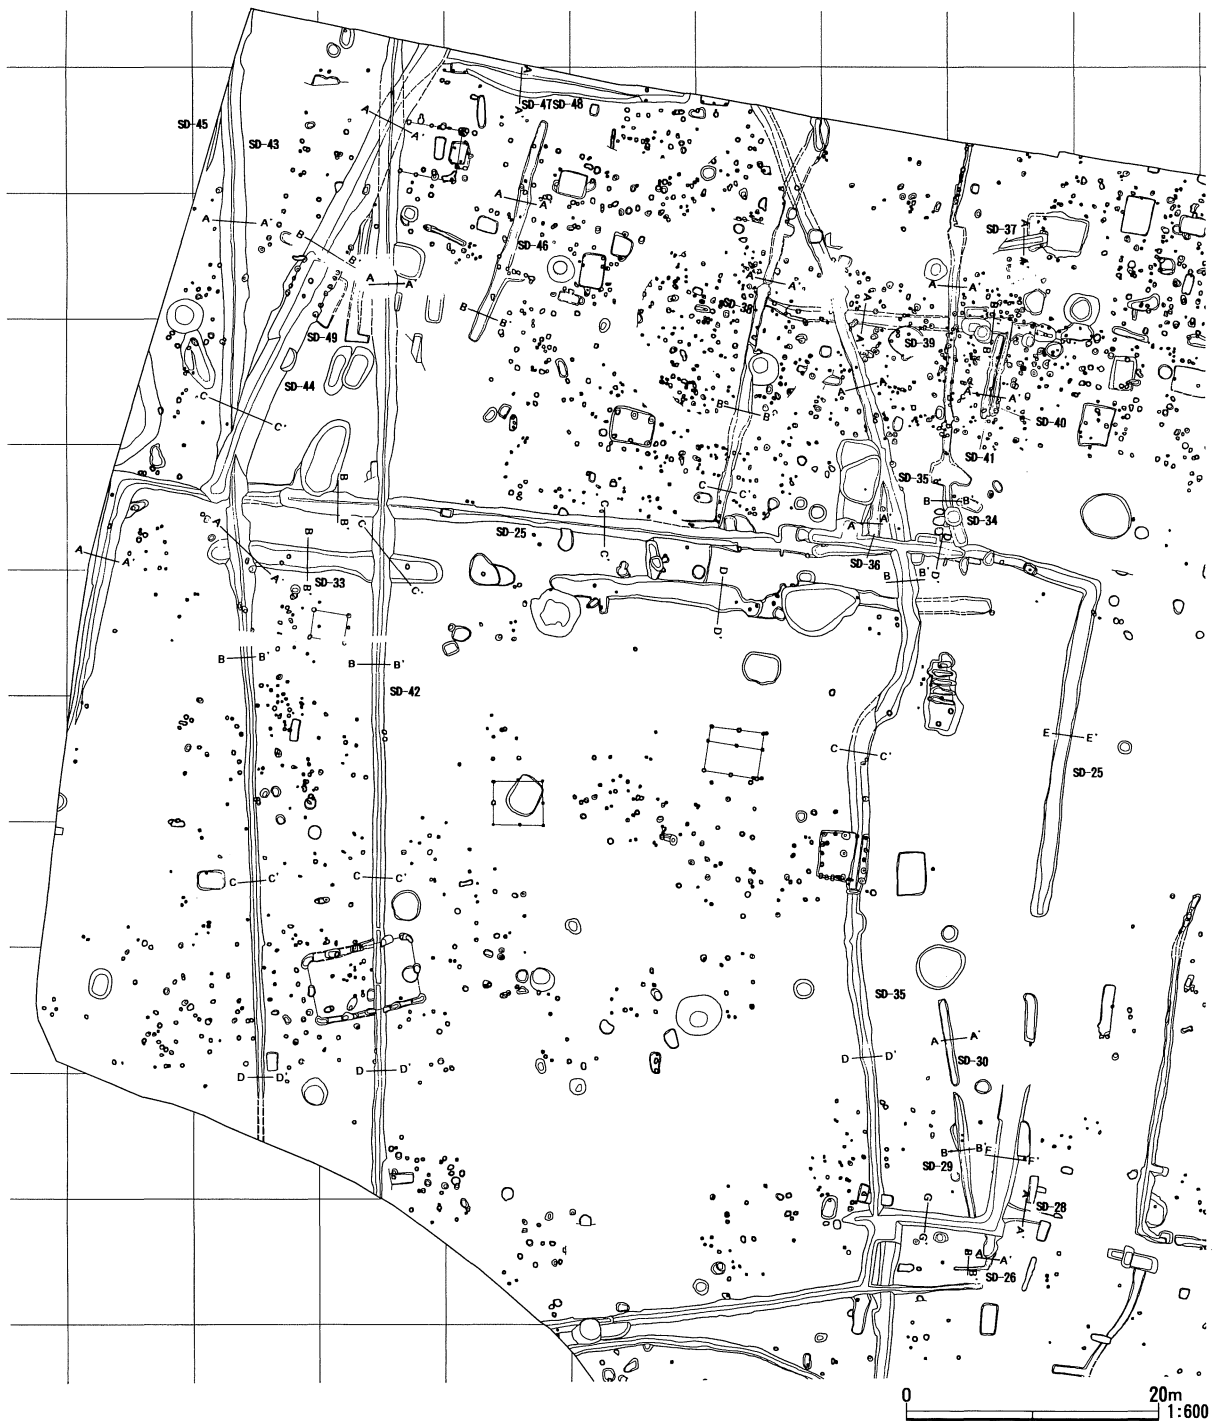 SD-47 SD-48
A
A'
SD-45
SD-43
A
A'
A
A'
SD-37
A
A'
SD-46
A
A'
B
B'
A
A
A'
A
A'
A
A'
SD-38
B
B'
SD-49
SD-39
B
SD-44
A
A'
A
A'
C
C'
B
B'
SD-40
SD-41
B
B'
C
C'
SD-35
B
B'
SD-34
A
A
A'
C
SD-25
C
C'
SD-36
A
A'
B
B'
SD-33
A'
C'
B
B'
D
D'
D
D'
B
B'
B
B'
SD-42
E
E'
C
C'
SD-25
C
C'
C
C'
SD-35
A
A'
SD-30
D
D'
D
D'
D
D'
B
B'
F
F'
SD-29
A
A'
SD-28
G
G'
B
B'
A
A'
SD-26
0
20m
1:600